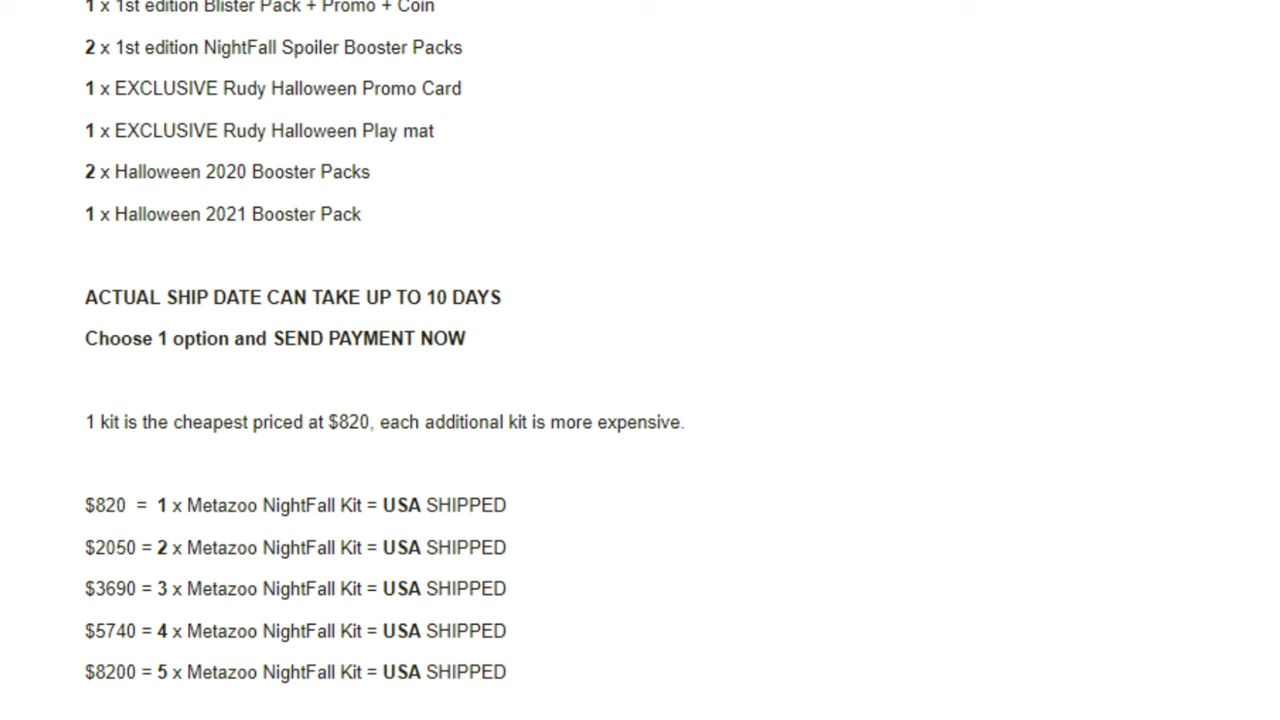 1 x 1st edition Blister Pack + Promo + Coin
2 x 1st edition NightFall Spoiler Booster Packs
1 x EXCLUSIVE Rudy Halloween Promo Card
1 x EXCLUSIVE Rudy Halloween Play mat
2 x Halloween 2020 Booster Packs
1 x Halloween 2021 Booster Pack
ACTUAL SHIP DATE CAN TAKE UP TO 10 DAYS
Choose 1 option and SEND PAYMENT NOW
1 kit is the cheapest priced at $820, each additional kit is more expensive.
$820 = 1 x Metazoo NightFall Kit = USA SHIPPED
$2050 = 2 x Metazoo NightFall Kit = USA SHIPPED
$3690 = 3 x Metazoo NightFall Kit = USA SHIPPED
$5740 = 4 x Metazoo NightFall Kit = USA SHIPPED
$8200 = 5 x Metazoo NightFall Kit = USA SHIPPED